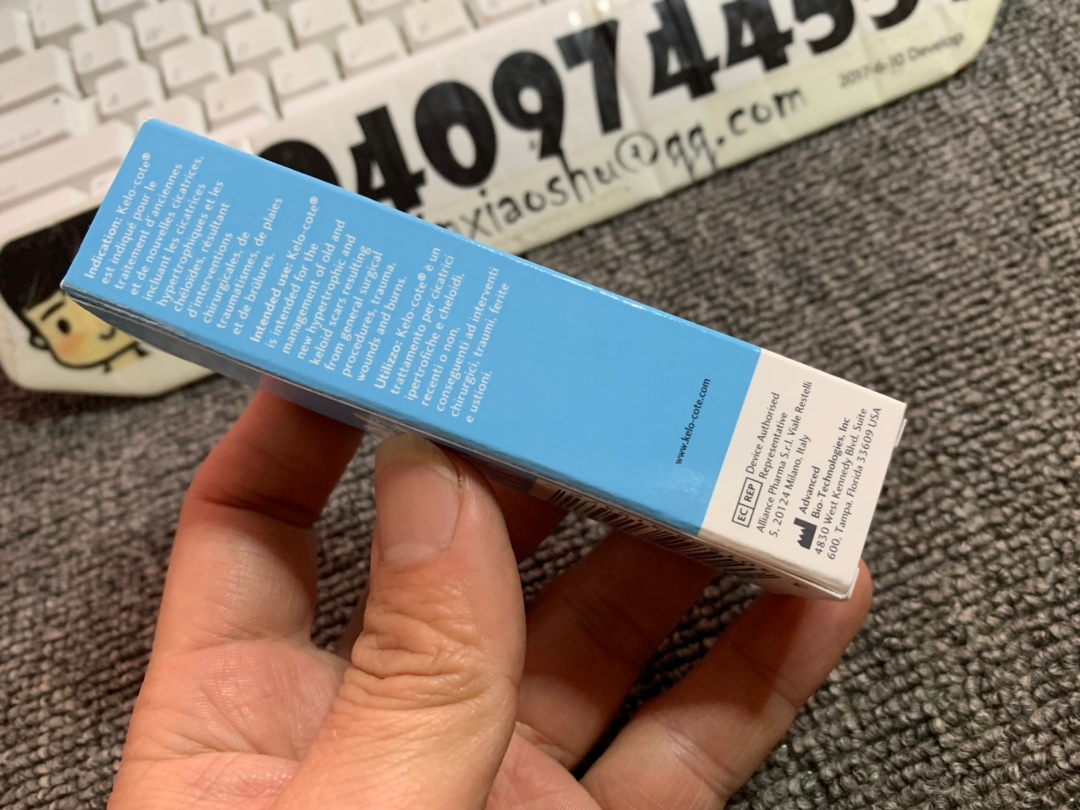 Indication: Kelo-cote®
est indiqué pour le
traitement d'anciennes
et de nouvelles cicatrices,
incluant les cicatrices
hypertrophiques et les
chéloïdes, résultant
d'interventions
chirurgicales, de
traumatismes, de plaies
et de brûlures.
Intended use: Kelo-cote®
is intended for the
management of old and
new hypertrophic and
keloid scars resulting
from general surgical
procedures, trauma,
wounds and burns.
Utilizzo: Kelo-cote® è un
trattamento per cicatrici
ipertrofiche e cheloidi,
recenti o non,
conseguenti ad interventi
chirurgici, traumi, ferite
e ustioni.
www.kelo-cote.com
EC REP Device Authorised
Representative
Alliance Pharma S.r.l. Viale Restelli
5, 20124 Milano, Italy
Advanced
Bio-Technologies, Inc
4830 West Kennedy Blvd, Suite
600, Tampa, Florida 33609 USA
4097445
xiaoshu@qq.com
2017-6-10 Develop